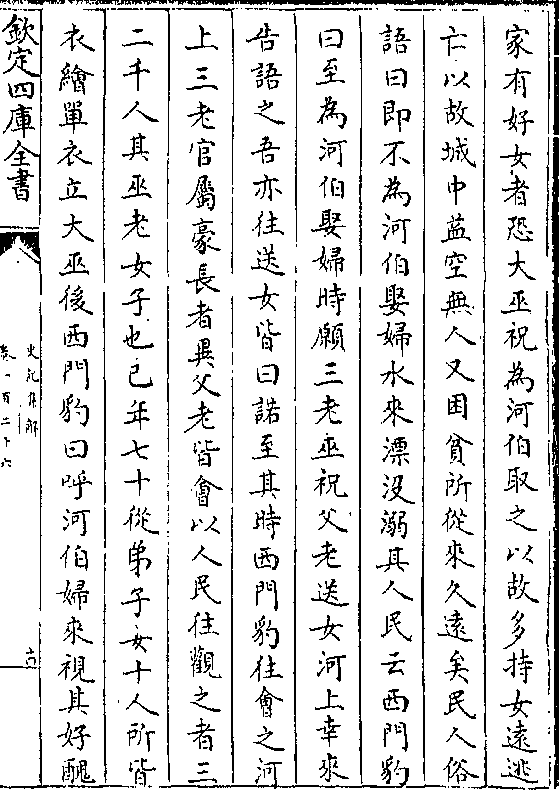 家有好女者恐大巫祝為河伯取之以故多持女遠逃
亡以故城中益空無人又困貧所從來久遠矣民人俗
語曰即不為河伯娶婦水來漂没溺其人民云西門豹
曰至為河伯娶婦時願三老巫祝父老送女河上幸來
告語之吾亦往送女皆曰諾至其時西門豹往會之河
上三老官屬豪長者異父老皆會以人民往觀之者三
二千人其巫老女子也已年七十從弟子女十人所皆
衣繒單衣立大巫後西門豹曰呼河伯婦來視其好醜
欽定四庫全書
史記集解
卷一百二十六